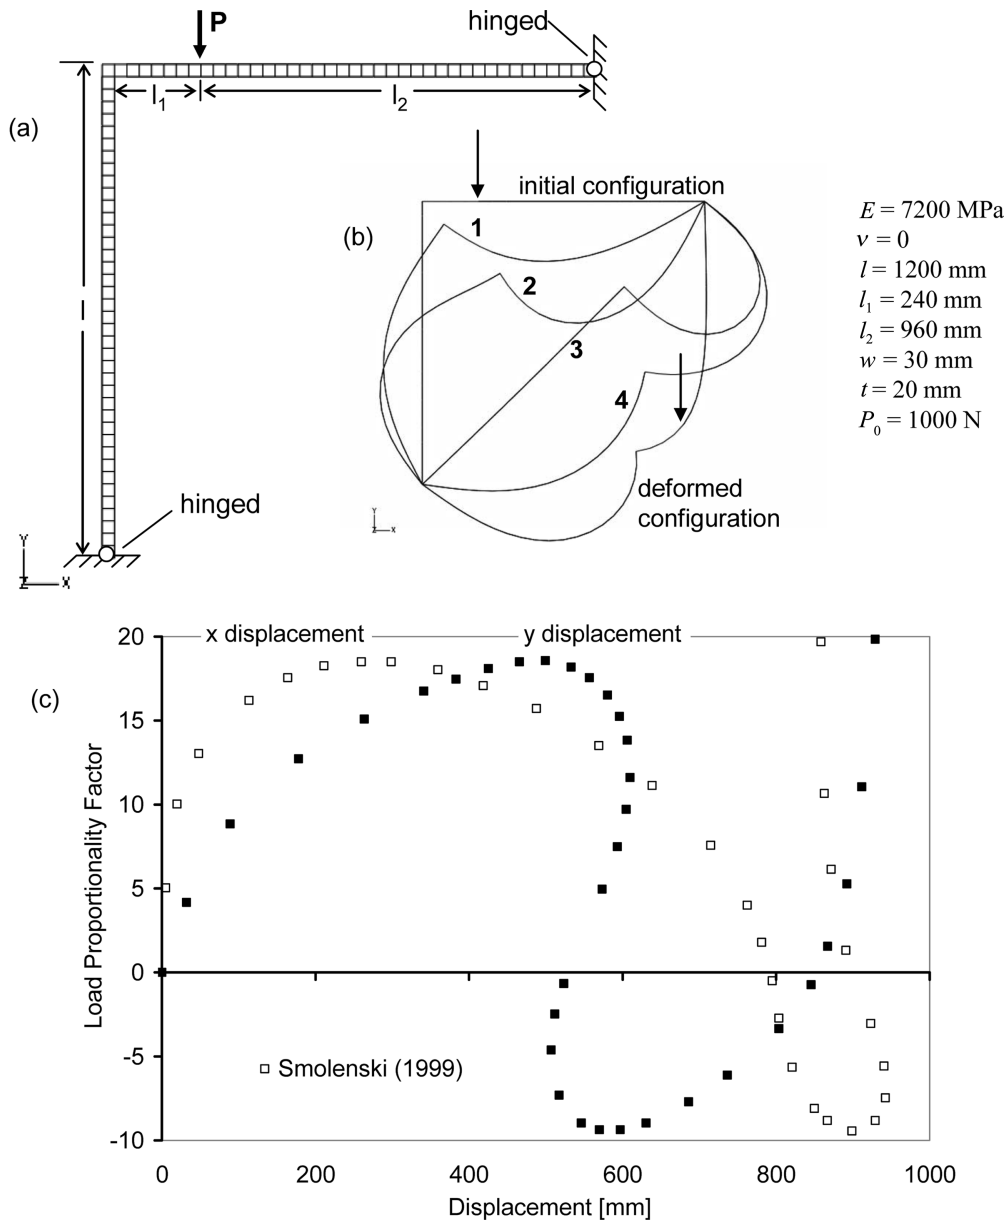 (a)
P
hinged
l1
l2
l
hinged
Y
Z
X
(b)
initial configuration
1
2
3
4
deformed
configuration
Y
Z
X
E = 7200 MPa
ν = 0
l = 1200 mm
l1 = 240 mm
l2 = 960 mm
w = 30 mm
t = 20 mm
P0 = 1000 N
(c)
x displacement
y displacement
Load Proportionality Factor
20
15
10
5
0
-5
-10
Smolenski (1999)
0 200 400 600 800 1000
Displacement [mm]